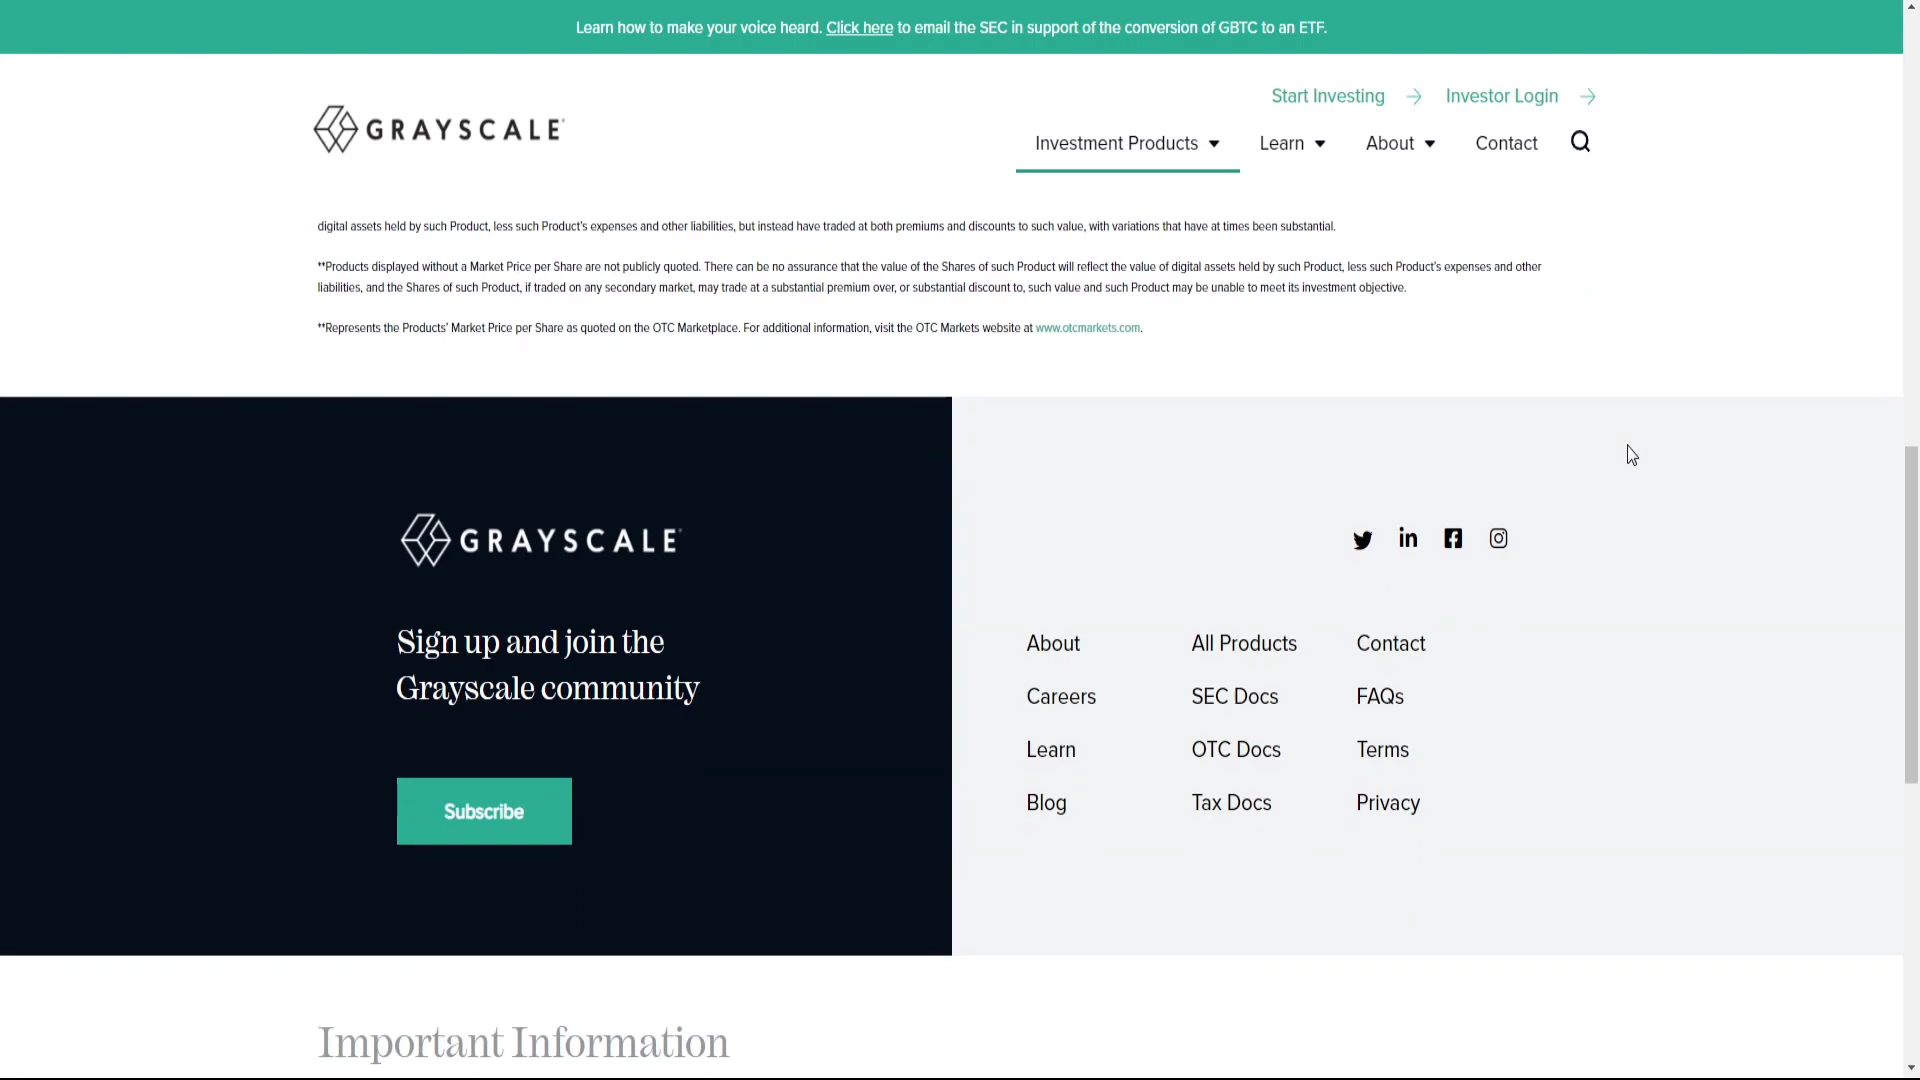 Learn how to make your voice heard. Click here to email the SEC in support of the conversion of GBTC to an ETF.
Start Investing → Investor Login →
GRAYSCALE
Investment Products Learn About Contact
digital assets held by such Product, less such Product's expenses and other liabilities, but instead have traded at both premiums and discounts to such value, with variations that have at times been substantial.
**Products displayed without a Market Price per Share are not publicly quoted. There can be no assurance that the value of the Shares of such Product will reflect the value of digital assets held by such Product, less such Product's expenses and other
liabilities, and the Shares of such Product, if traded on any secondary market, may trade at a substantial premium over, or substantial discount to, such value and such Product may be unable to meet its investment objective.
**Represents the Products' Market Price per Share as quoted on the OTC Marketplace. For additional information, visit the OTC Markets website at www.otcmarkets.com.
GRAYSCALE
Sign up and join the
Grayscale community
Subscribe
About All Products Contact
Careers SEC Docs FAQs
Learn OTC Docs Terms
Blog Tax Docs Privacy
Important Information